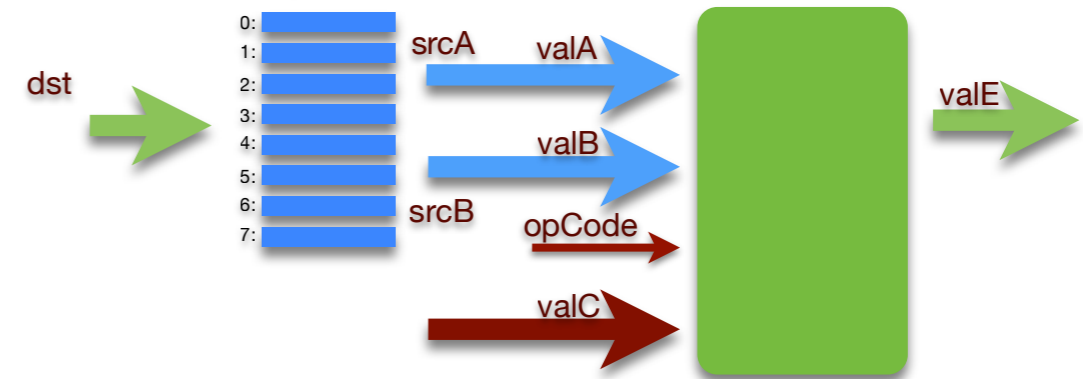 dst
0:
1:
2:
3:
4:
5:
6:
7:
srcA
valA
valB
srcB
opCode
valC
valE